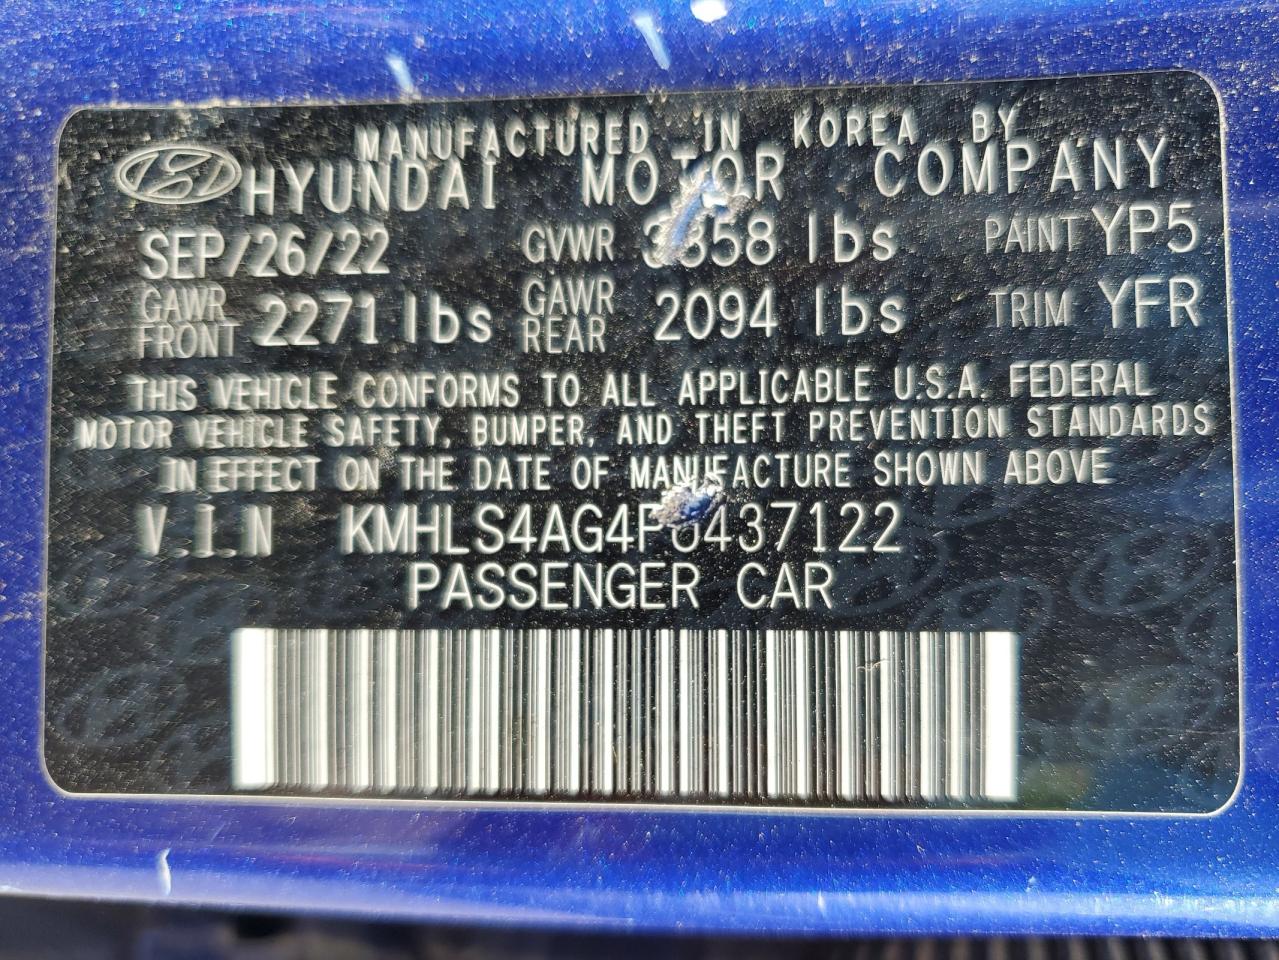 MANUFACTURED IN KOREA BY
HYUNDAI MOTOR COMPANY
SEP/26/22 GVWR lbs PAINT YP5
GAWR FRONT 2271 lbs GAWR REAR 2094 lbs TRIM YFR
THIS VEHICLE CONFORMS TO ALL APPLICABLE U.S.A. FEDERAL
MOTOR VEHICLE SAFETY, BUMPER, AND THEFT PREVENTION STANDARDS
IN EFFECT ON THE DATE OF MANUFACTURE SHOWN ABOVE
V.I.N KMHLS4AG4PU437122
PASSENGER CAR